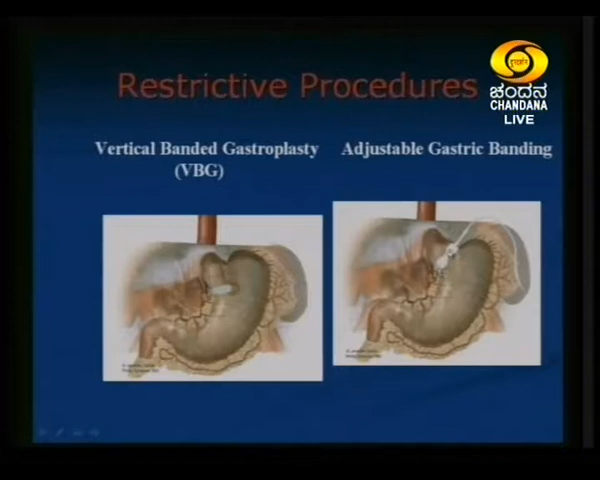 Restrictive Procedures
ಚಂದನ
CHANDANA
LIVE
Vertical Banded Gastroplasty
(VBG)
Adjustable Gastric Banding